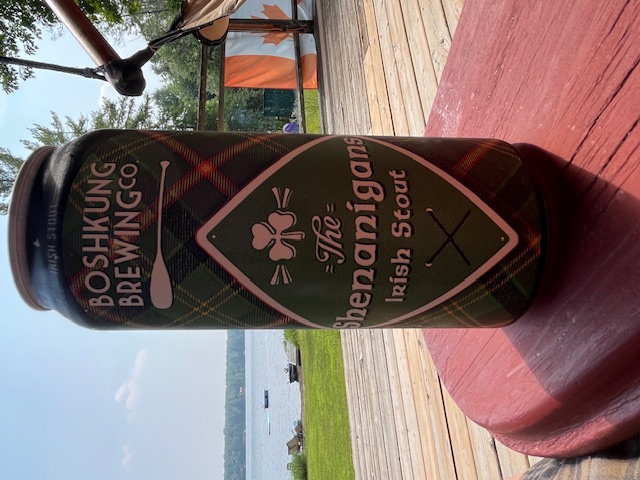 IRISH STOUT
BOSHKUNG
BREWING CO.
The
Shenanigans
Irish Stout